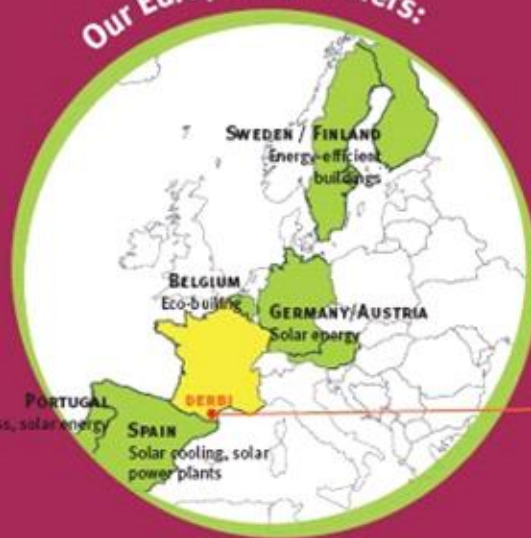 Our
SWEDEN / FINLAND
Energy-efficient
buildings
BELGIUM
Eco-building
GERMANY/AUSTRIA
Solar energy
PORTUGAL
solar energy
DERBI
SPAIN
Solar cooling, solar
power plants